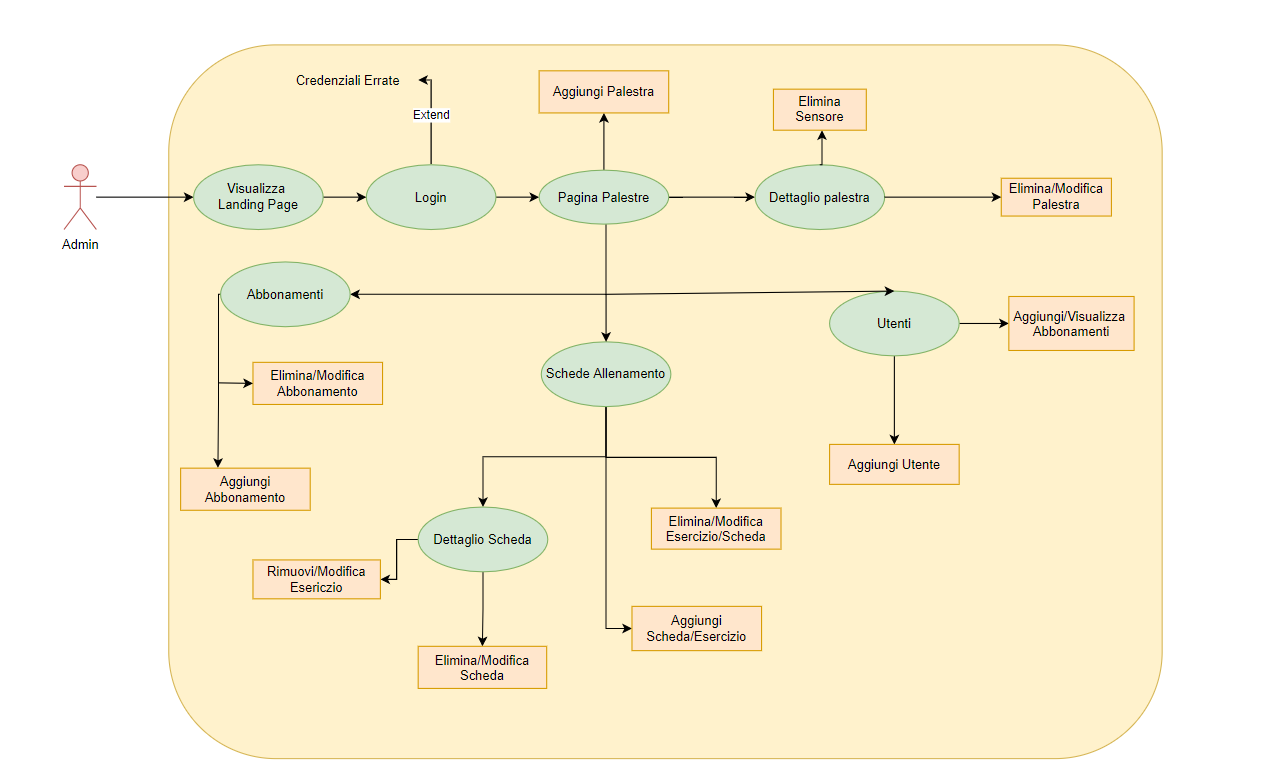 Credenziali Errate
Extend
Aggiungi Palestra
Elimina
Sensore
Admin
Visualizza
Landing Page
Login
Pagina Palestre
Dettaglio palestra
Elimina/Modifica
Palestra
Abbonamenti
Utenti
Aggiungi/Visualizza
Abbonamenti
Elimina/Modifica
Abbonamento
Schede Allenamento
Aggiungi
Abbonamento
Aggiungi Utente
Dettaglio Scheda
Elimina/Modifica
Esercizio/Scheda
Rimuovi/Modifica
Esericzio
Aggiungi
Scheda/Esercizio
Elimina/Modifica
Scheda